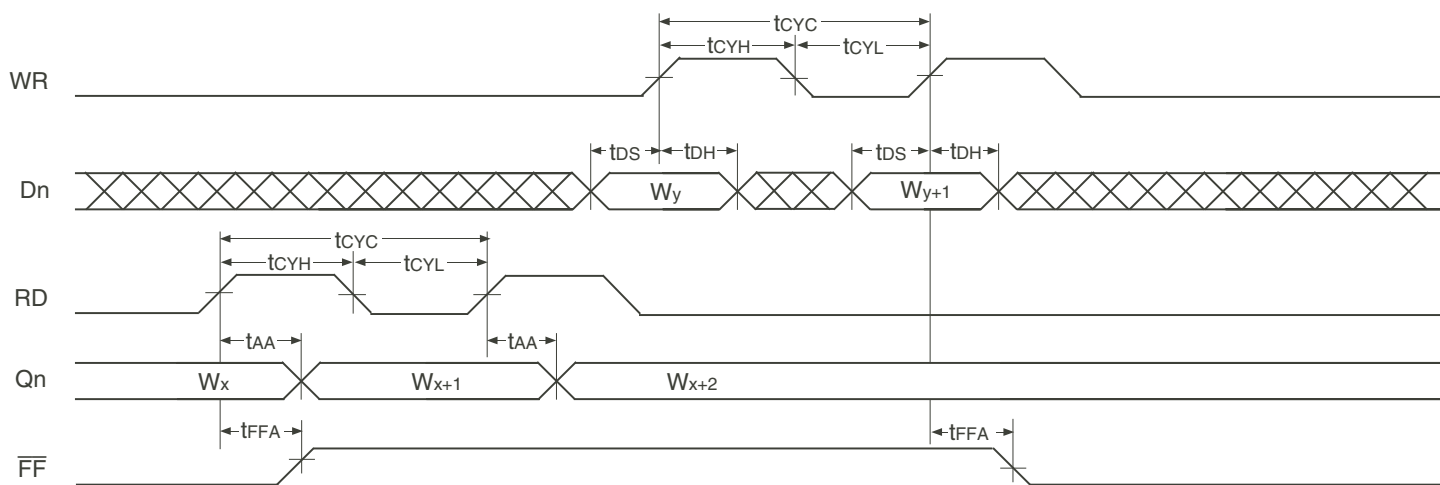 tCYC
tCYH tCYL
WR
tDS tDH tDS tDH
Dn Wy Wy+1
tCYC
tCYH tCYL
RD
tAA tAA
Qn Wx Wx+1 Wx+2
tFFA tFFA
F̅F̅